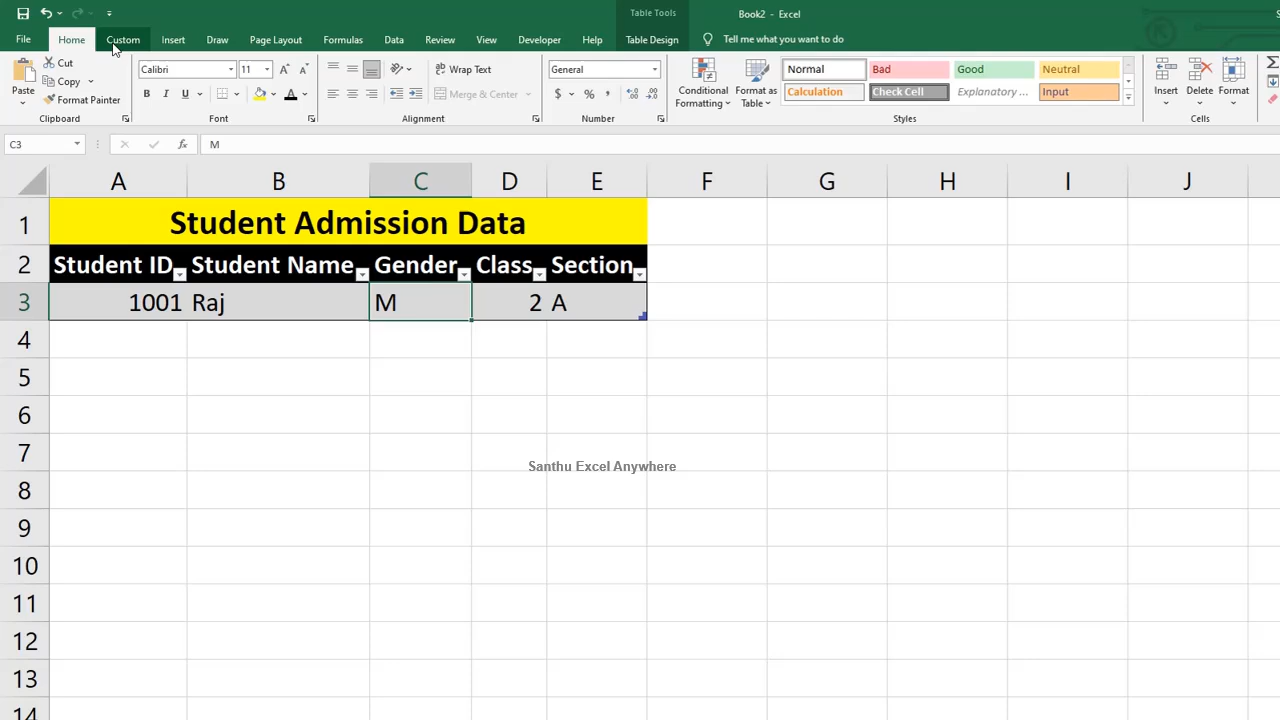 Table Tools
Book2 - Excel
File Home Custom Insert Draw Page Layout Formulas Data Review View Developer Help Table Design Tell me what you want to do
Paste
Cut
Copy
Format Painter
Clipboard
Calibri 11
B I U A
Font
Wrap Text
Merge & Center
Alignment
General
$ %
Number
Conditional Formatting
Format as Table
Normal Bad Good Neutral
Calculation Check Cell Explanatory ... Input
Styles
Insert Delete Format
Cells
C3 fx M
A B C D E F G H I J
1 Student Admission Data
2 Student ID Student Name Gender Class Section
3 1001 Raj M 2 A
4
5
6
7
Santhu Excel Anywhere
8
9
10
11
12
13
14